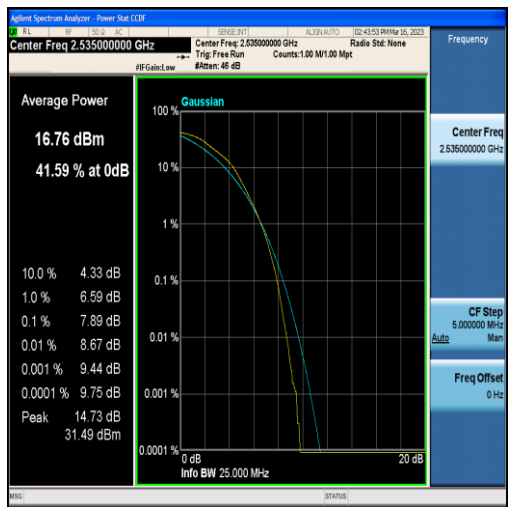 Agilent Spectrum Analyzer - Power Stat CCDF
RL RF 50 Ω AC SENSE:INT ALIGN AUTO 02:43:53 PM Mar 16, 2023
Center Freq 2.535000000 GHz
Center Freq: 2.535000000 GHz
Radio Std: None
Trig: Free Run
Counts:1.00 M/1.00 Mpt
#IFGain:Low
#Atten: 46 dB
Frequency
Average Power
16.76 dBm
41.59 % at 0dB
10.0 % 4.33 dB
1.0 % 6.59 dB
0.1 % 7.89 dB
0.01 % 8.67 dB
0.001 % 9.44 dB
0.0001 % 9.75 dB
Peak 14.73 dB
31.49 dBm
Gaussian
100 %
10 %
1 %
0.1 %
0.01 %
0.001 %
0.0001 %
0 dB
20 dB
Info BW 25.000 MHz
Center Freq
2.535000000 GHz
CF Step
5.000000 MHz
Auto Man
Freq Offset
0 Hz
MSG
STATUS